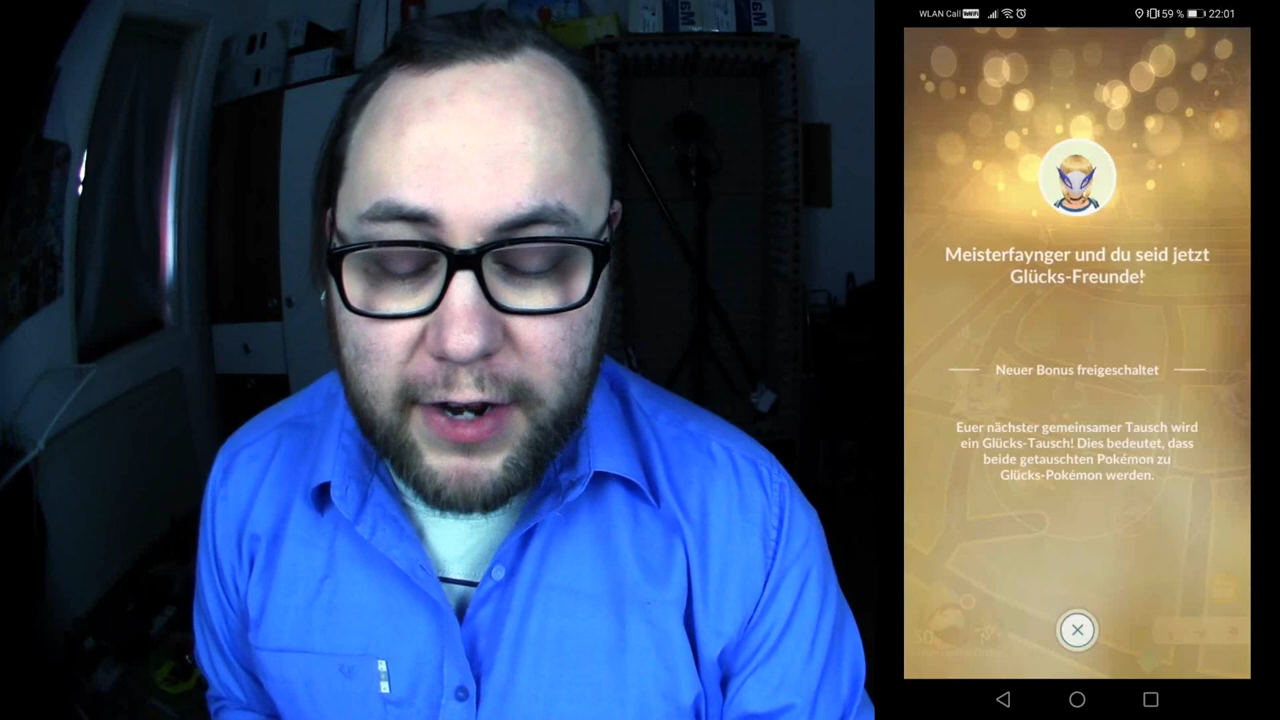 WLAN Call VoWiFi 59 % 22:01
Meisterfaynger und du seid jetzt
Glücks-Freunde!
Neuer Bonus freigeschaltet
Euer nächster gemeinsamer Tausch wird
ein Glücks-Tausch! Dies bedeutet, dass
beide getauschten Pokémon zu
Glücks-Pokémon werden.